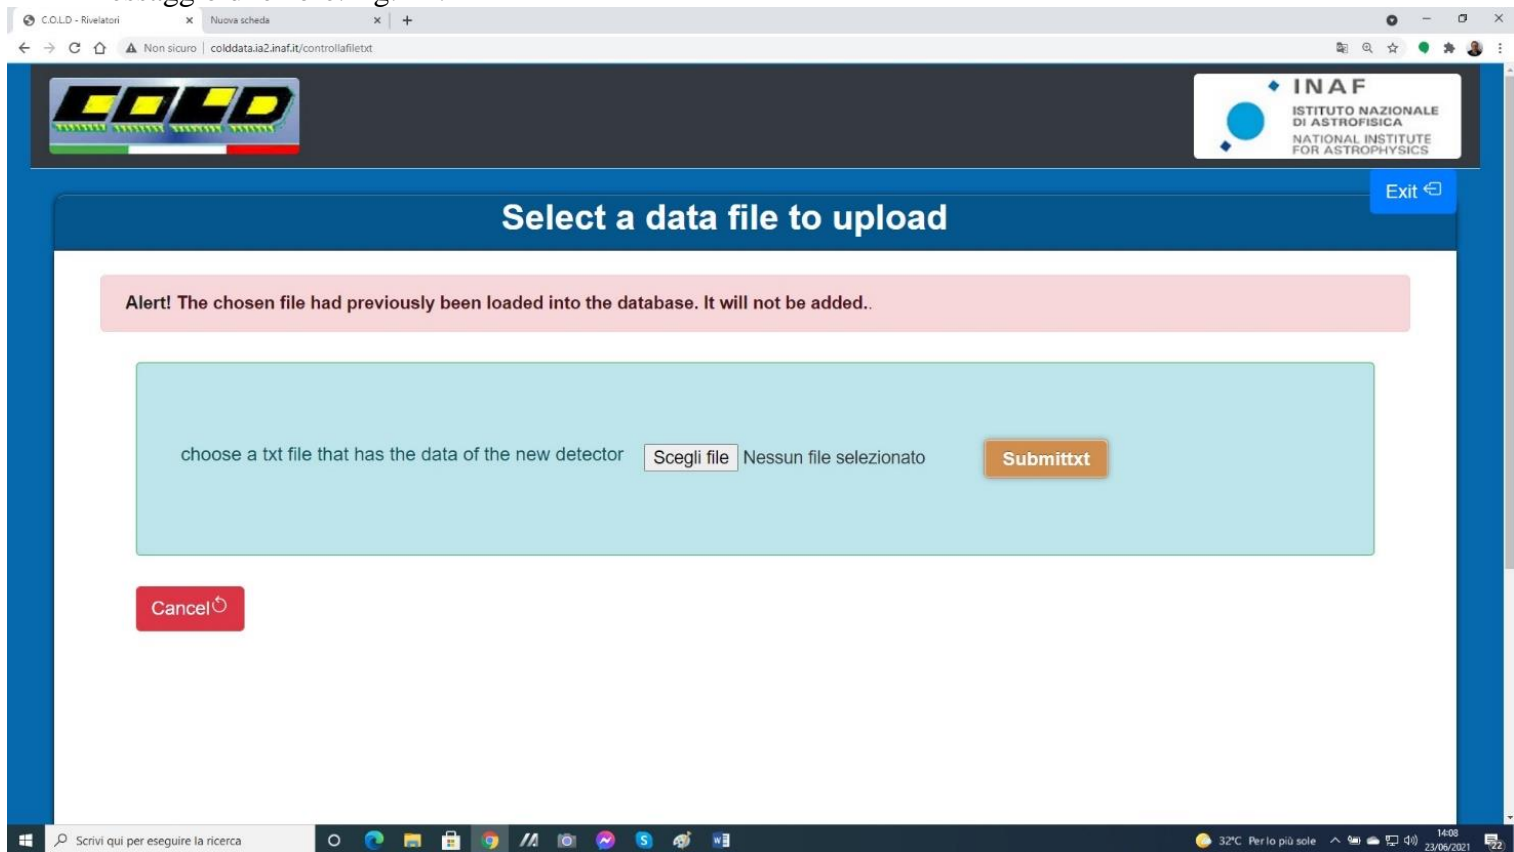 C.O.L.D - Rivelatori
Nuova scheda
Non sicuro | colddata.ia2.inaf.it/controllafiletxt
COLD
INAF
ISTITUTO NAZIONALE
DI ASTROFISICA
NATIONAL INSTITUTE
FOR ASTROPHYSICS
Exit
Select a data file to upload
Alert! The chosen file had previously been loaded into the database. It will not be added..
choose a txt file that has the data of the new detector Scegli file Nessun file selezionato Submittxt
Cancel
Scrivi qui per eseguire la ricerca
32°C Per lo più sole
14:08
23/06/2021
22